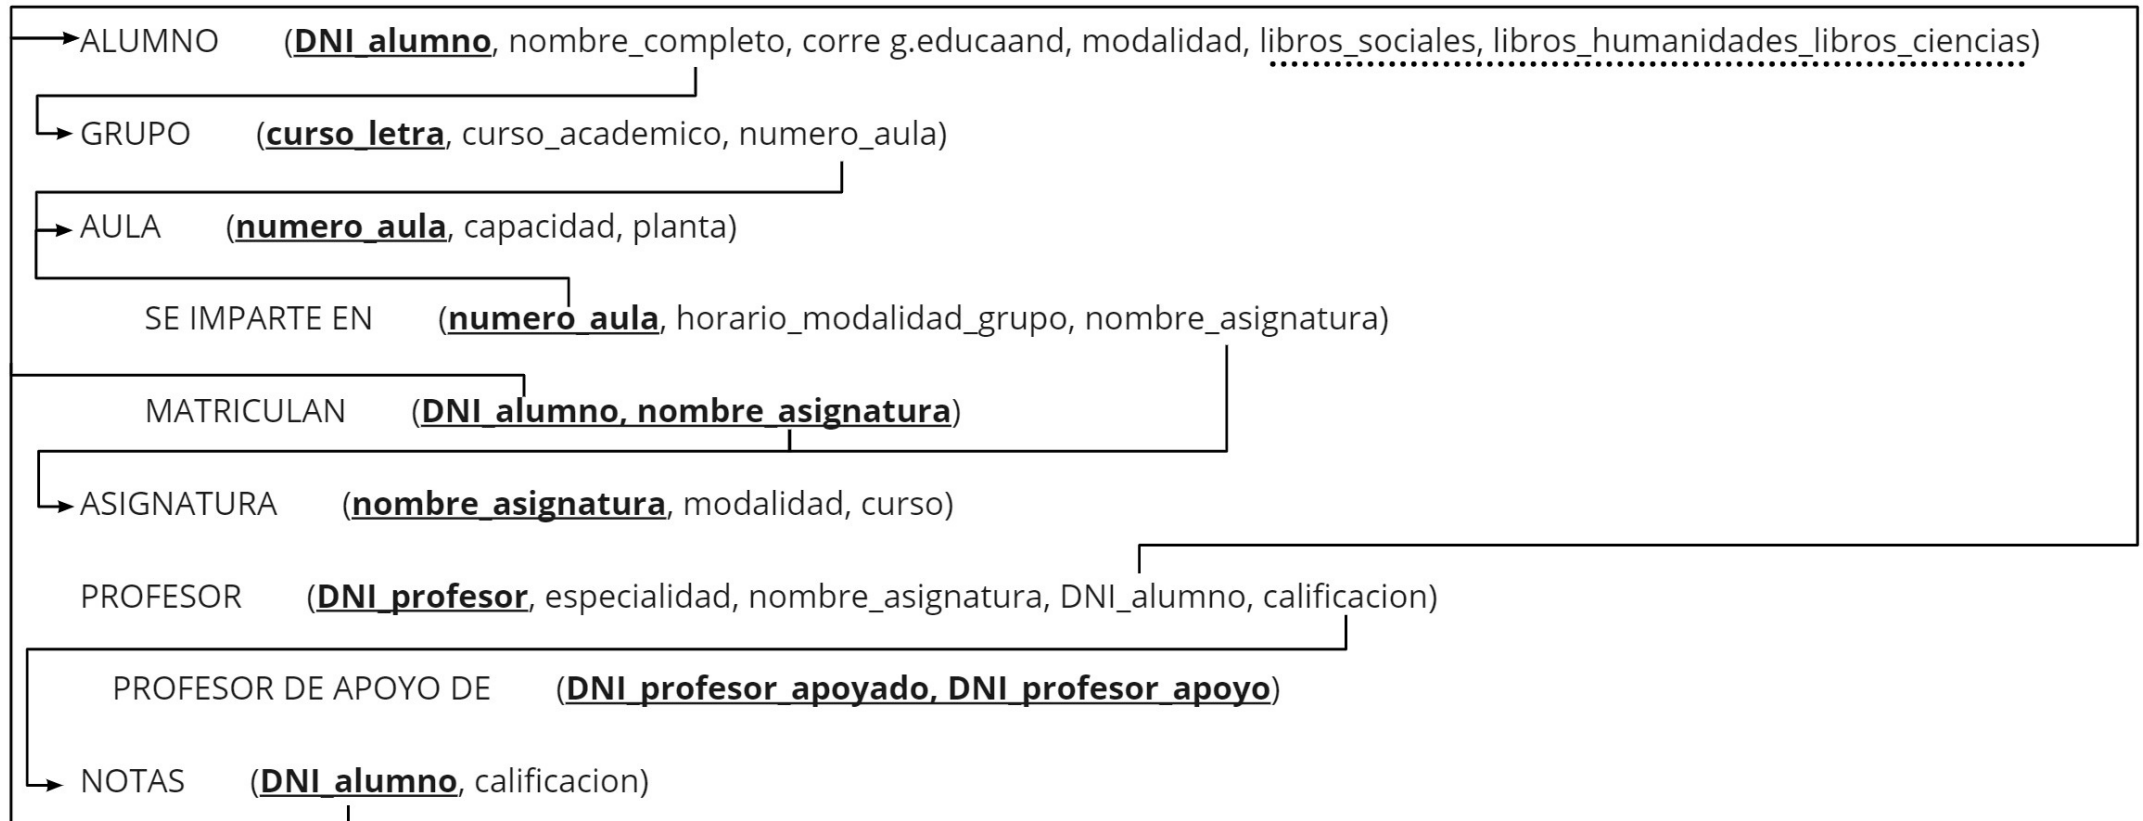 ALUMNO (DNI_alumno, nombre_completo, corre g.educaand, modalidad, libros_sociales, libros_humanidades_libros_ciencias)
GRUPO (curso_letra, curso_academico, numero_aula)
AULA (numero_aula, capacidad, planta)
SE IMPARTE EN (numero_aula, horario_modalidad_grupo, nombre_asignatura)
MATRICULAN (DNI_alumno, nombre_asignatura)
ASIGNATURA (nombre_asignatura, modalidad, curso)
PROFESOR (DNI_profesor, especialidad, nombre_asignatura, DNI_alumno, calificacion)
PROFESOR DE APOYO DE (DNI_profesor_apoyado, DNI_profesor_apoyo)
NOTAS (DNI_alumno, calificacion)